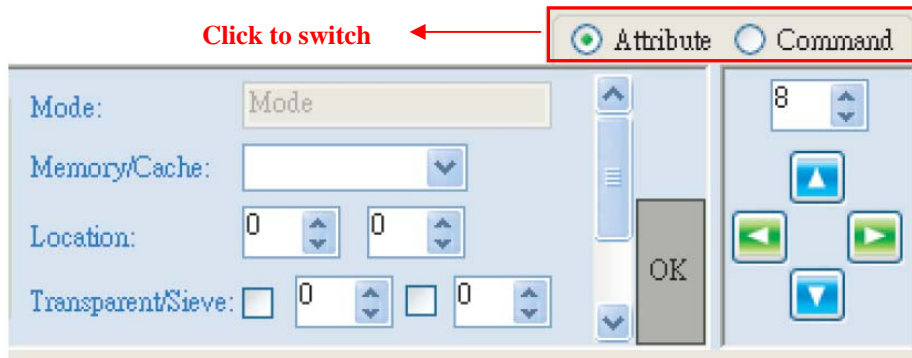 Click to switch
Attribute Command
Mode: Mode 8
Memory/Cache:
Location: 0 0
OK
Transparent/Sieve: 0 0